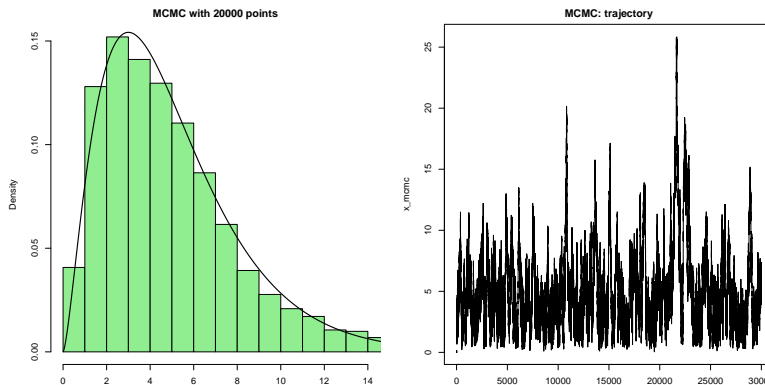 MCMC with 20000 points
Density
0.00 0.05 0.10 0.15
0 2 4 6 8 10 12 14
MCMC: trajectory
x_mcmc
0 5 10 15 20 25
0 5000 10000 15000 20000 25000